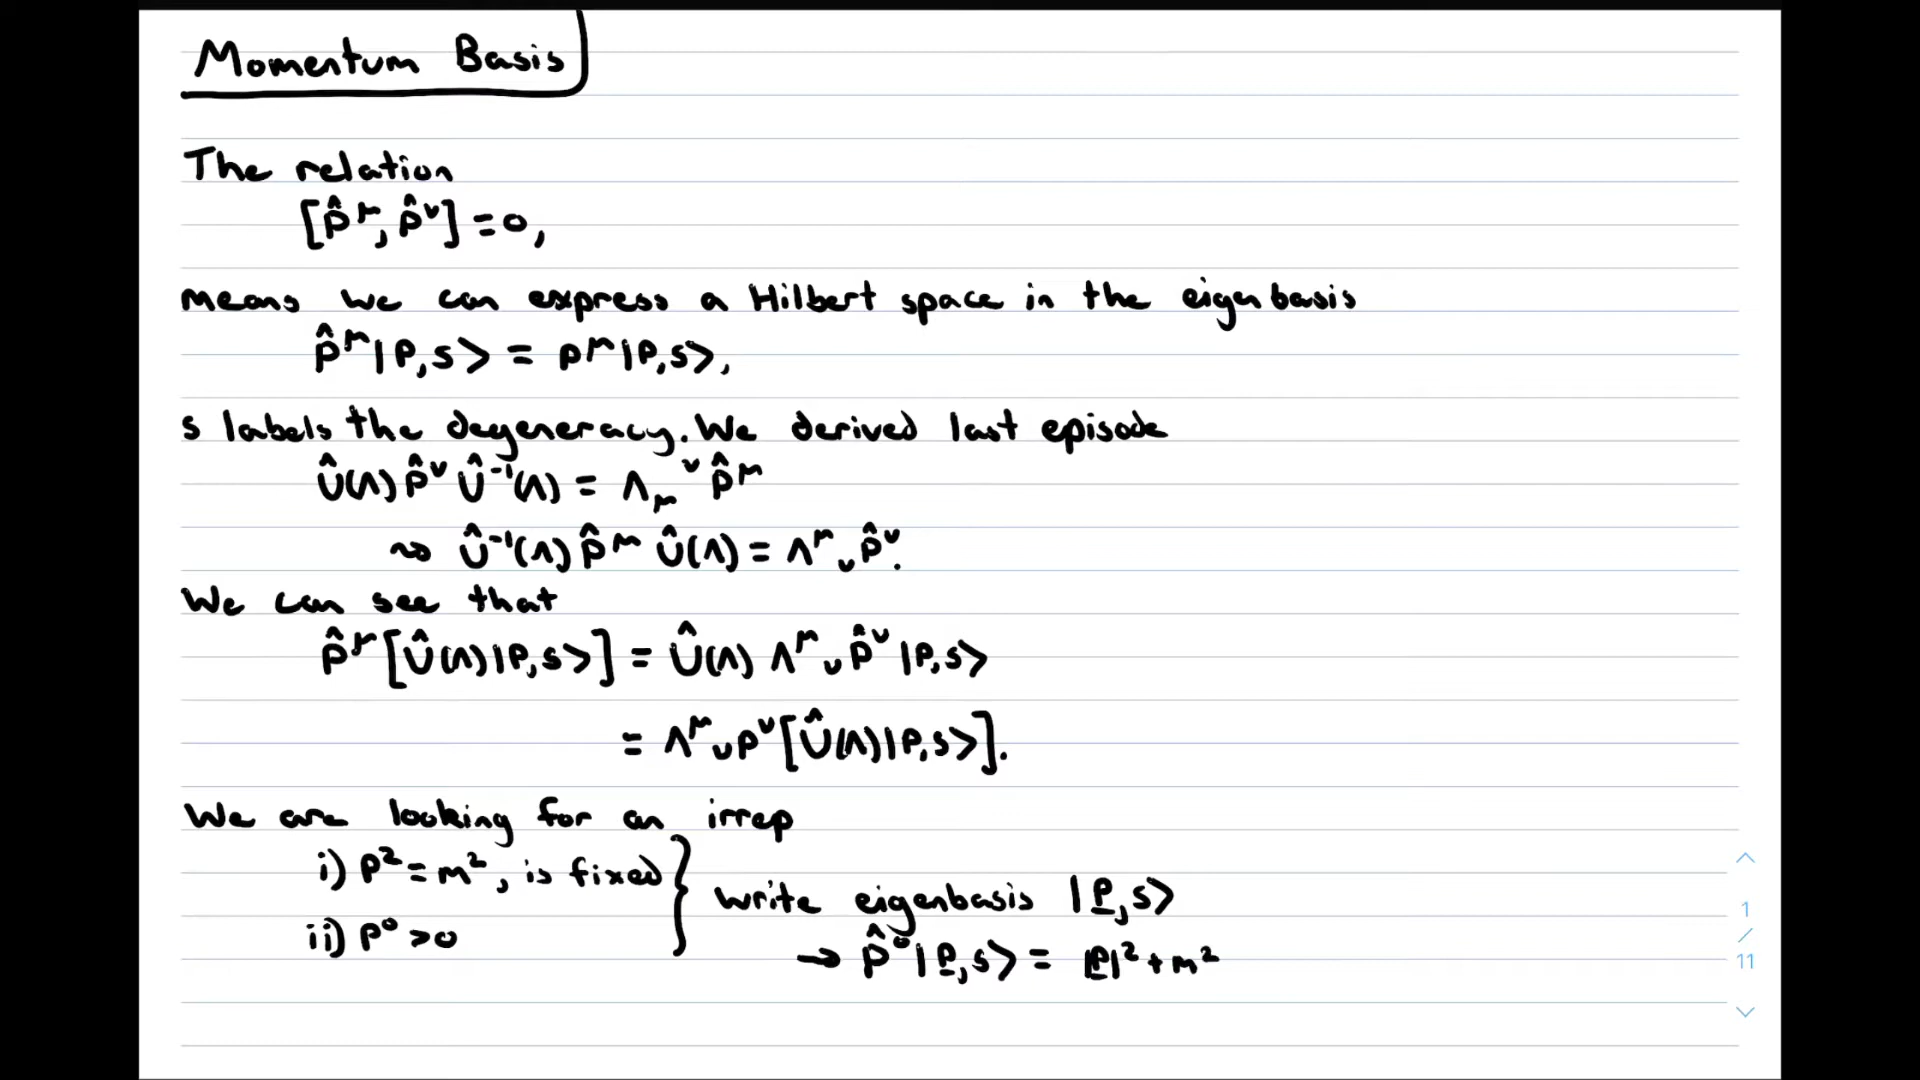 Momentum Basis
The relation
[P̂^μ, P̂^ν] = 0,
means we can express a Hilbert space in the eigenbasis
P̂^μ|p,s> = p^μ|p,s>,
s labels the degeneracy. We derived last episode
Û(Λ) P̂^ν Û⁻¹(Λ) = Λ_μ^ν P̂^μ
⇝ Û⁻¹(Λ) P̂^μ Û(Λ) = Λ^μ_ν P̂^ν.
We can see that
P̂^μ[Û(Λ)|p,s>] = Û(Λ) Λ^μ_ν P̂^ν |p,s>
= Λ^μ_ν p^ν[Û(Λ)|p,s>].
We are looking for an irrep
i) p² = m², is fixed
ii) p⁰ > 0
} write eigenbasis |p̲,s>
→ P̂⁰|p̲,s> = |p̲|² + m²
1
/
11